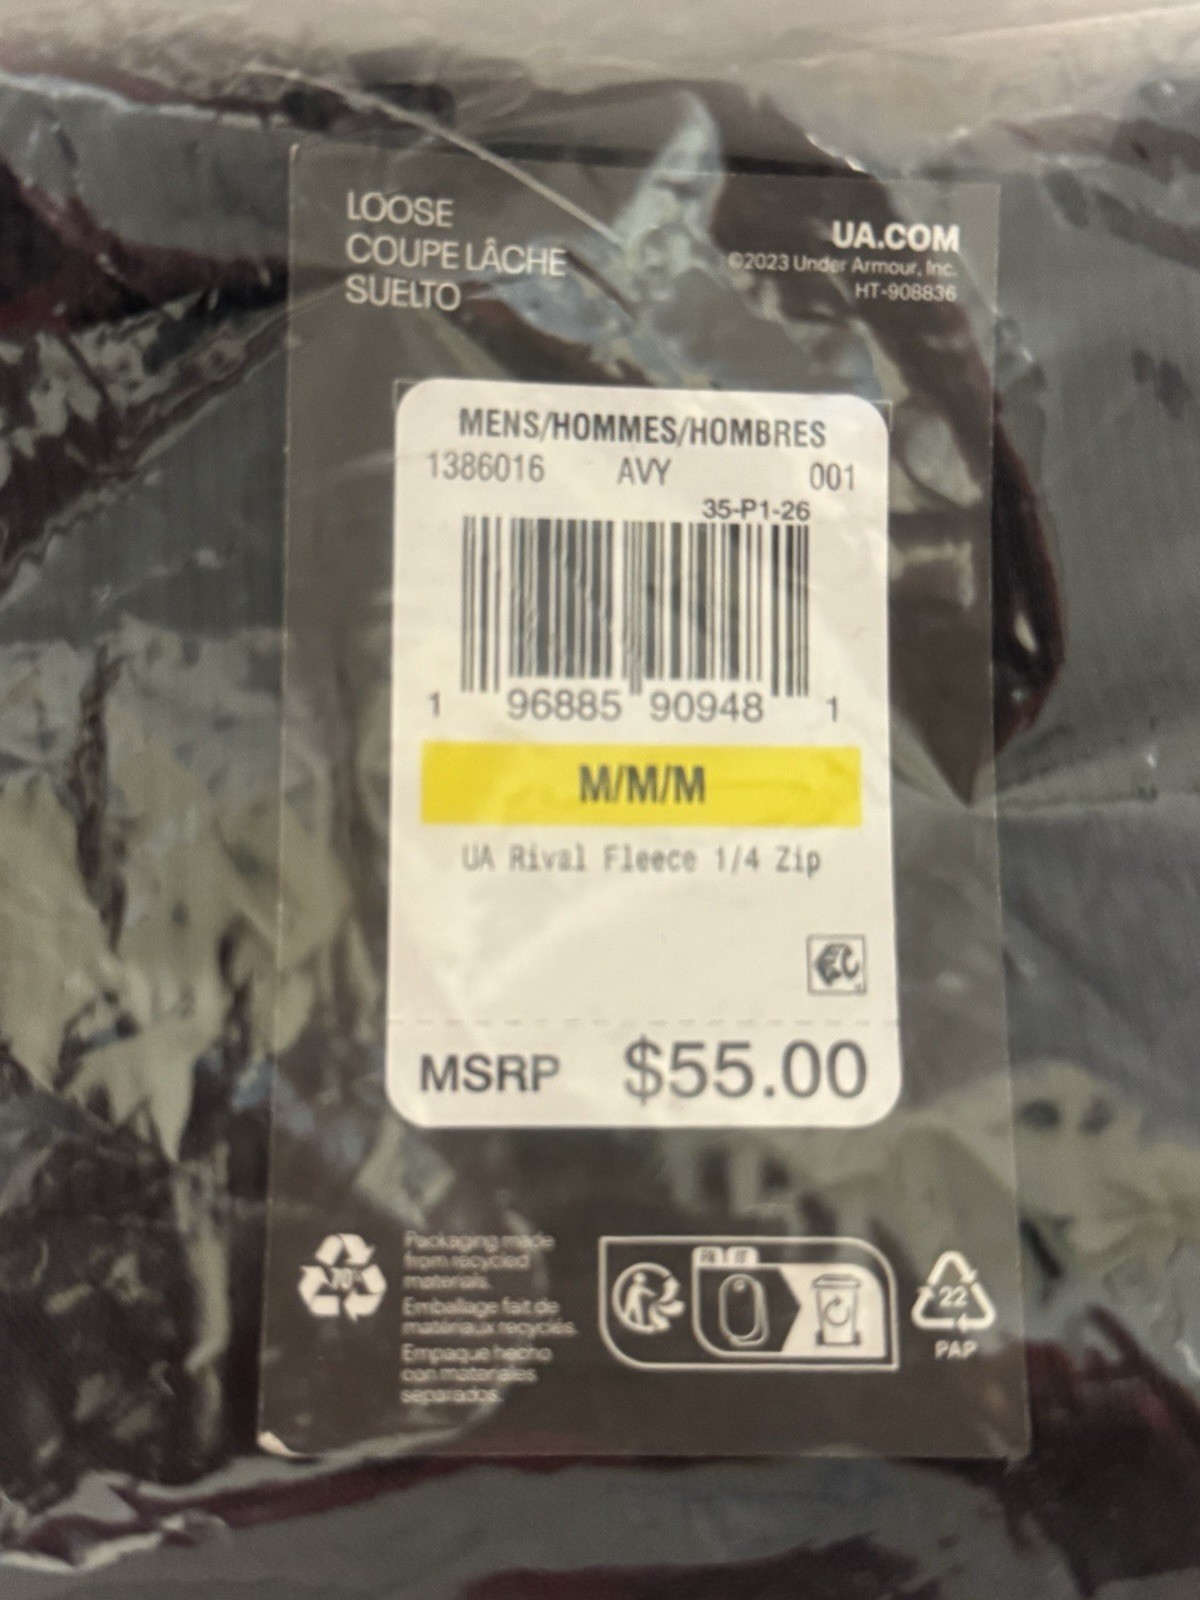 LOOSE
COUPE LÂCHE
SUELTO
UA.COM
©2023 Under Armour, Inc.
HT-908836
MENS/HOMMES/HOMBRES
1386016 AVY 001
35-P1-26
1 96885 90948 1
M/M/M
UA Rival Fleece 1/4 Zip
MSRP $55.00
Packaging made
from recycled
materials.
Emballage fait de
matériaux recyclés.
Empaque hecho
con materiales
separados.
FR IT
22
PAP